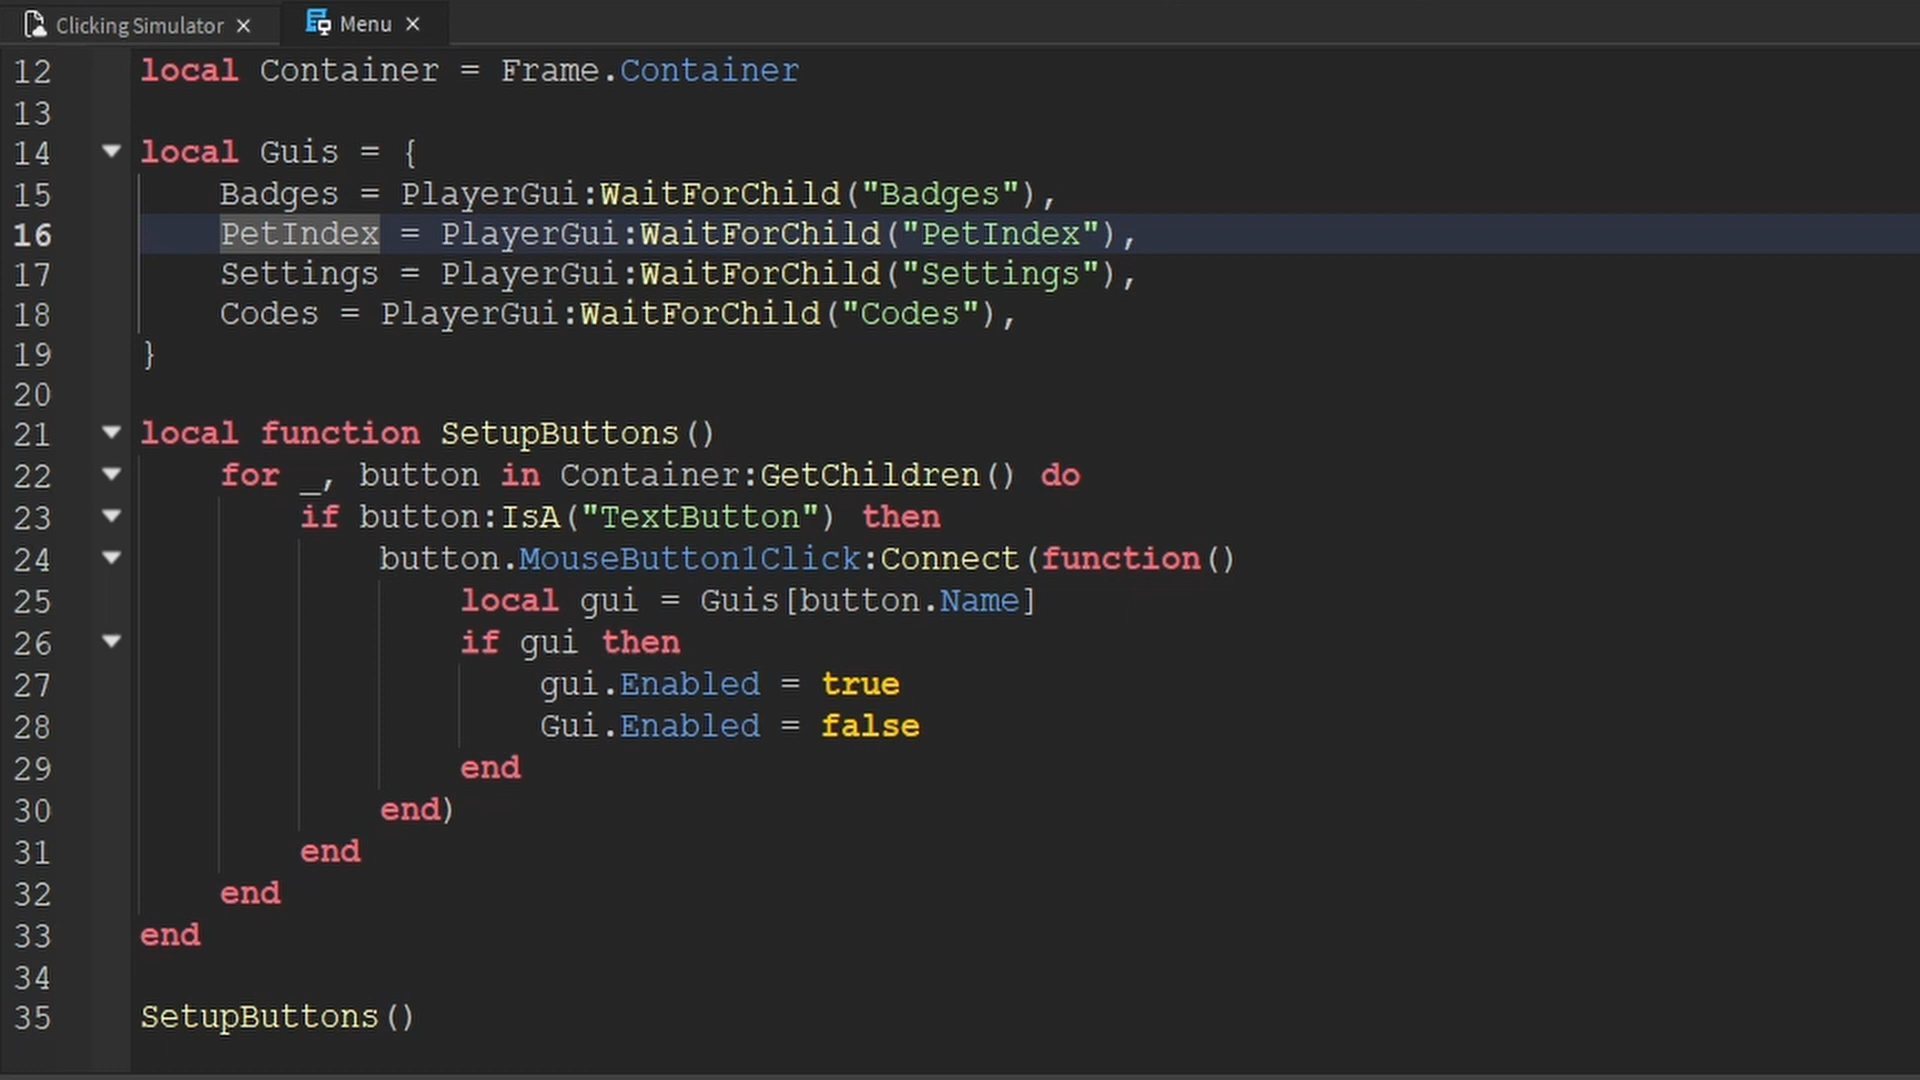 Clicking Simulator × Menu ×
12 local Container = Frame.Container
13
14 local Guis = {
15 Badges = PlayerGui:WaitForChild("Badges"),
16 PetIndex = PlayerGui:WaitForChild("PetIndex"),
17 Settings = PlayerGui:WaitForChild("Settings"),
18 Codes = PlayerGui:WaitForChild("Codes"),
19 }
20
21 local function SetupButtons()
22 for _, button in Container:GetChildren() do
23 if button:IsA("TextButton") then
24 button.MouseButton1Click:Connect(function()
25 local gui = Guis[button.Name]
26 if gui then
27 gui.Enabled = true
28 Gui.Enabled = false
29 end
30 end)
31 end
32 end
33 end
34
35 SetupButtons()